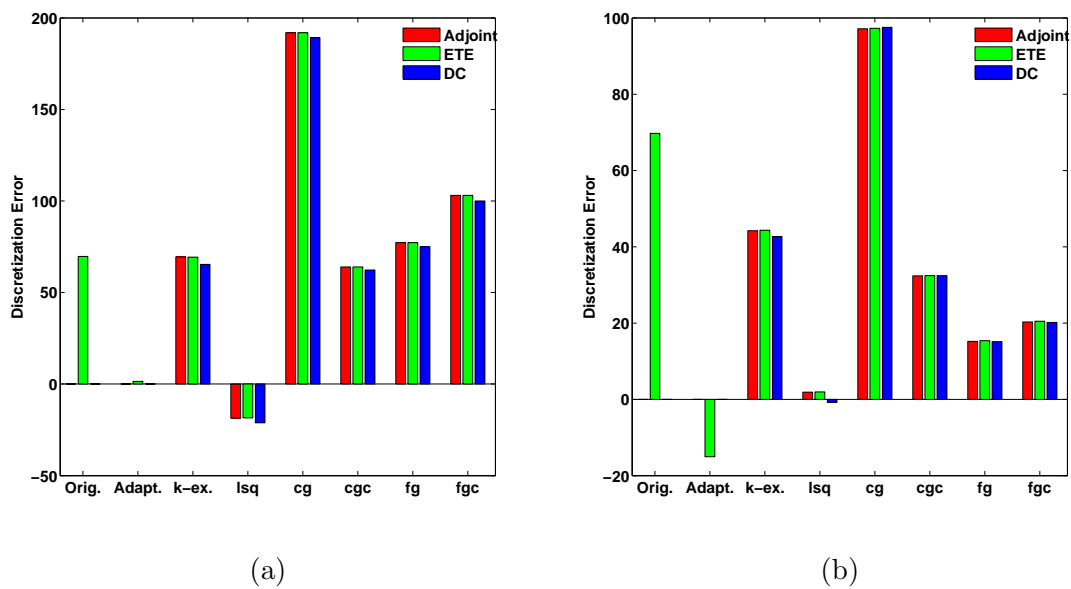 200
150
100
50
0
−50
Discretization Error
Adjoint
ETE
DC
Orig. Adapt. k−ex. lsq cg cgc fg fgc
(a)
100
80
60
40
20
0
−20
Discretization Error
Adjoint
ETE
DC
Orig. Adapt. k−ex. lsq cg cgc fg fgc
(b)